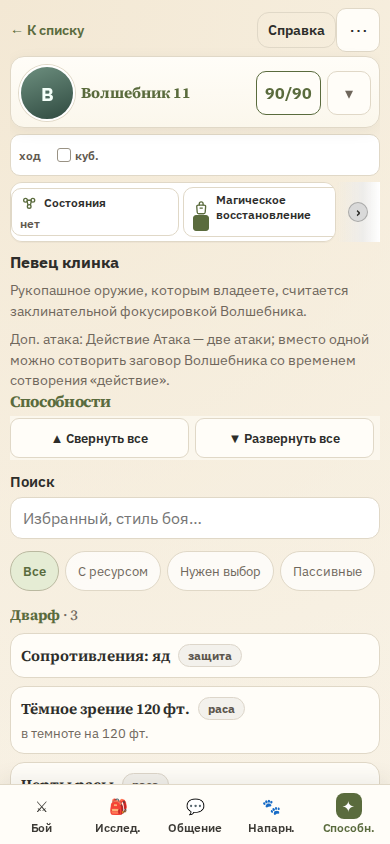 ← К списку
Справка
...
В
Волшебник 11
90/90
▼
ход
куб.
Состояния
нет
Магическое
восстановление
›
Певец клинка
Рукопашное оружие, которым владеете, считается
заклинательной фокусировкой Волшебника.
Доп. атака: Действие Атака — две атаки; вместо одной
можно сотворить заговор Волшебника со временем
сотворения «действие».
Способности
▲ Свернуть все
▼ Развернуть все
Поиск
Избранный, стиль боя...
Все
С ресурсом
Нужен выбор
Пассивные
Дварф · 3
Сопротивления: яд
защита
Тёмное зрение 120 фт.
раса
в темноте на 120 фт.
Бой
Исслед.
Общение
Напарн.
Способн.